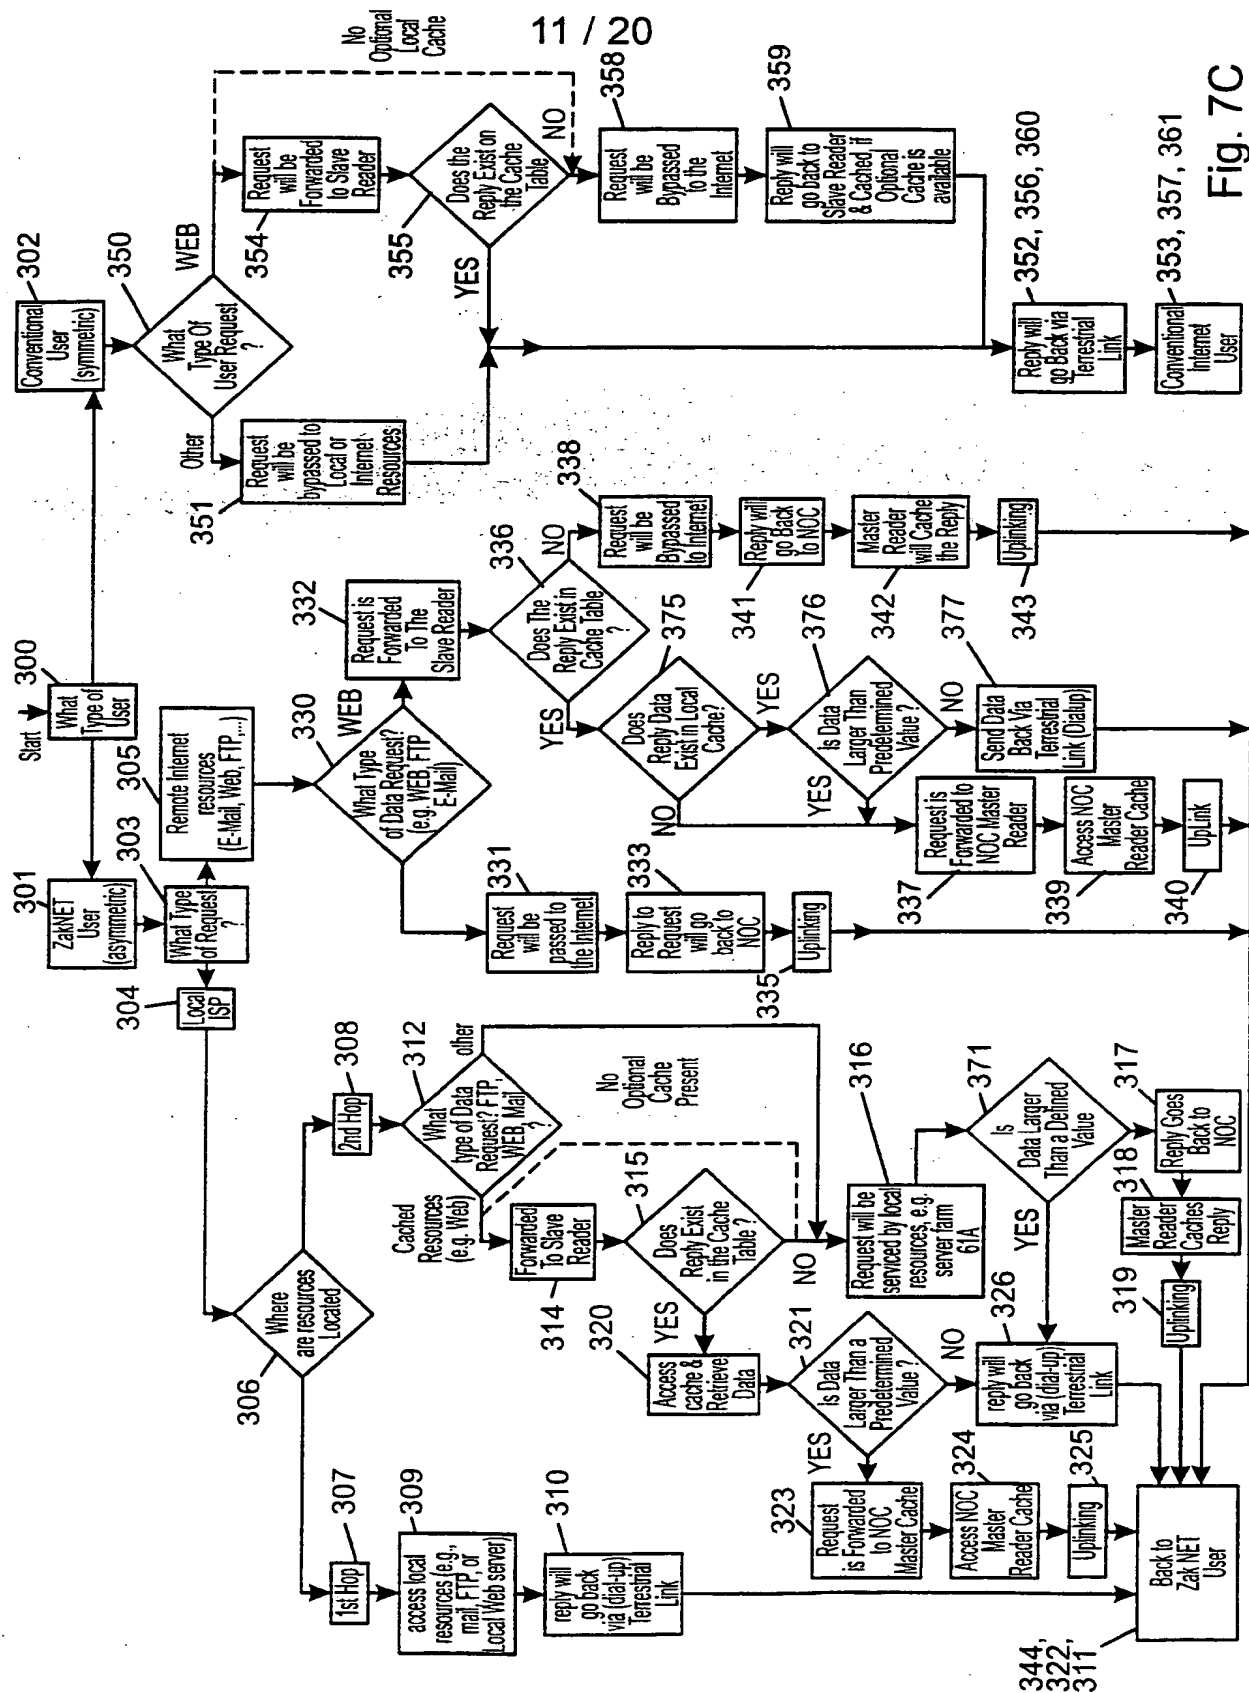 11 / 20
Start
300
What
Type of
User
302
Conventional
User
(symmetric)
350
What
Type Of
User Request
?
WEB
Other
No
Optional
Local
Cache
354
Request
will be
Forwarded
to Slave
Reader
355
Does the
Reply Exist on
the Cache
Table
YES
NO
351
Request
will be
bypassed to
Local or
Internet
Resources
358
Request
will be
Bypassed
to the
Internet
359
Reply will
go back to
Slave Reader
& Cached, if
Optional
Cache is
available
352, 356, 360
Reply will
go Back via
Terrestrial
Link
353, 357, 361
Conventional
Internet
User
301
ZakNET
User
(asymmetric)
303
What Type
of Request
?
305
Remote Internet
resources
(E-Mail, Web, FTP,...)
304
Local
ISP
330
What Type
of Data Request?
(e.g. WEB, FTP
E-Mail)
WEB
332
Request is
Forwarded
To The
Slave Reader
336
Does The
Reply Exist in
Cache Table
?
YES
NO
338
Request
will be
Bypassed
to Internet
341
Reply will
go Back
To NOC
342
Master
Reader
will Cache
the Reply
343
Uplinking
375
Does
Reply Data
Exist in Local
Cache?
YES
NO
376
Is Data
Larger Than
Predetermined
Value ?
YES
NO
377
Send Data
Back Via
Terrestrial
Link (Dialup)
337
Request is
Forwarded to
NOC Master
Reader
339
Access NOC
Master
Reader Cache
340
UpLink
331
Request
will be
passed to
the Internet
333
Reply to
Request
will go
back to
NOC
335
Uplinking
306
Where
are resources
Located
308
2nd Hop
312
What
type of Data
Request? FTP,
WEB, Mail
?
other
Cached
Resources
(e.g. Web)
No
Optional
Cache
Present
314
Forwarded
To Slave
Reader
315
Does
Reply Exist
in the Cache
Table ?
YES
NO
316
Request will be
serviced by local
resources, e.g.
server farm
61A
371
Is
Data Larger
Than a Defined
Value
YES
317
Reply Goes
Back to
NOC
318
Master
Reader
Caches
Reply
319
Uplinking
320
Access
cache &
Retrieve
Data
321
Is Data
Larger Than a
Predetermined
Value ?
YES
NO
326
reply will
go back
via (dial-up)
Terrestrial
Link
323
Request
is Forwarded
to NOC
Master Cache
324
Access NOC
Master
Reader Cache
325
Uplinking
307
1st Hop
309
access local
resources (e.g.,
mail, FTP, or
Local Web server)
310
reply will
go back
via (dial-up)
Terrestrial
Link
344,
322,
311
Back to
Zak NET
User
Fig. 7C